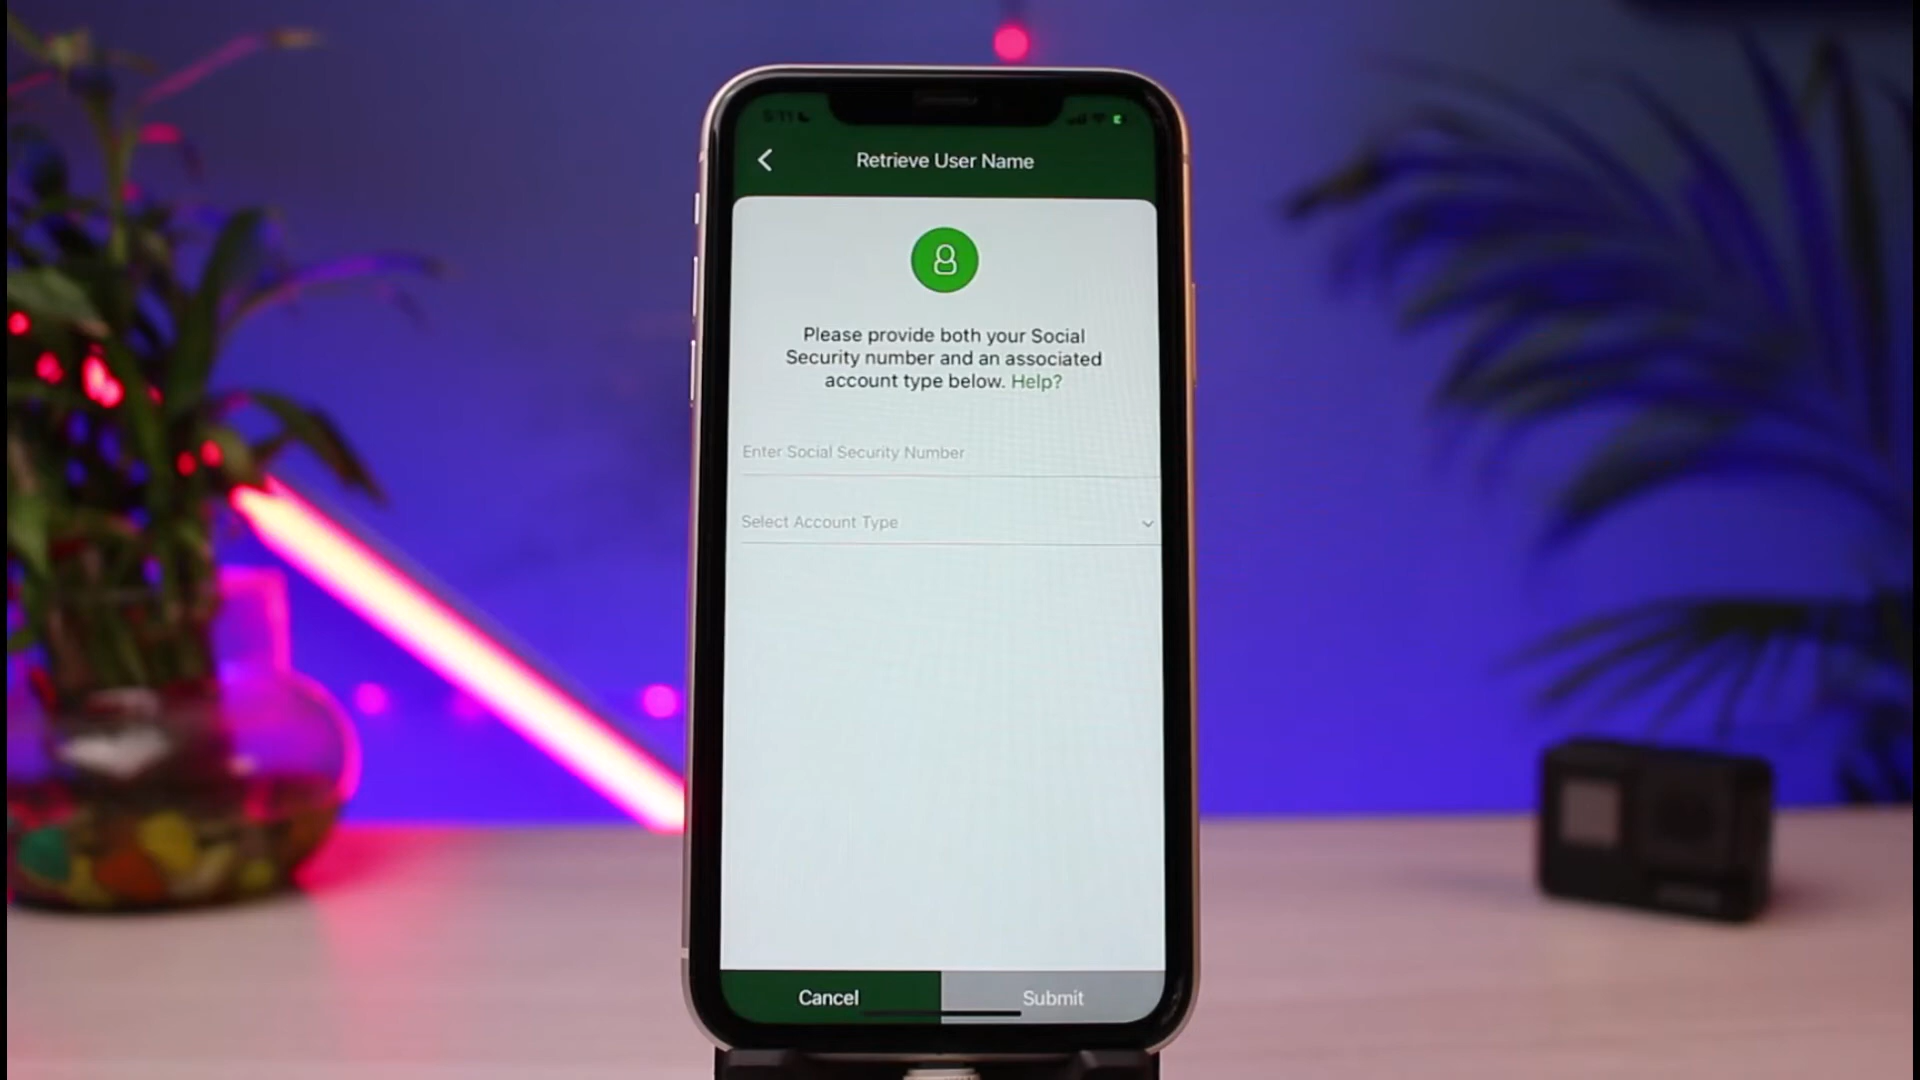 Retrieve User Name
Please provide both your Social
Security number and an associated
account type below. Help?
Enter Social Security Number
Select Account Type
Cancel
Submit